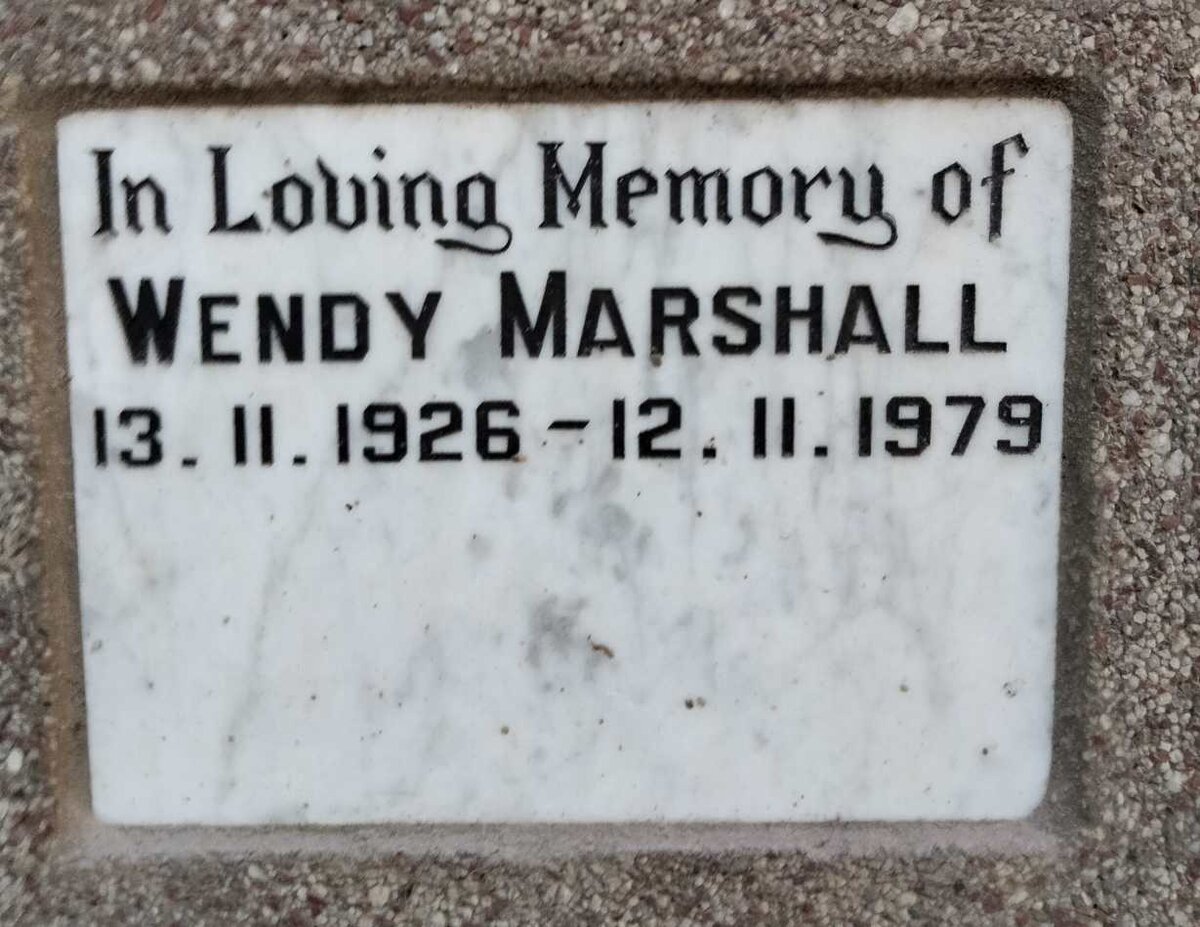 In Loving Memory of
WENDY MARSHALL
13.11.1926-12.11.1979